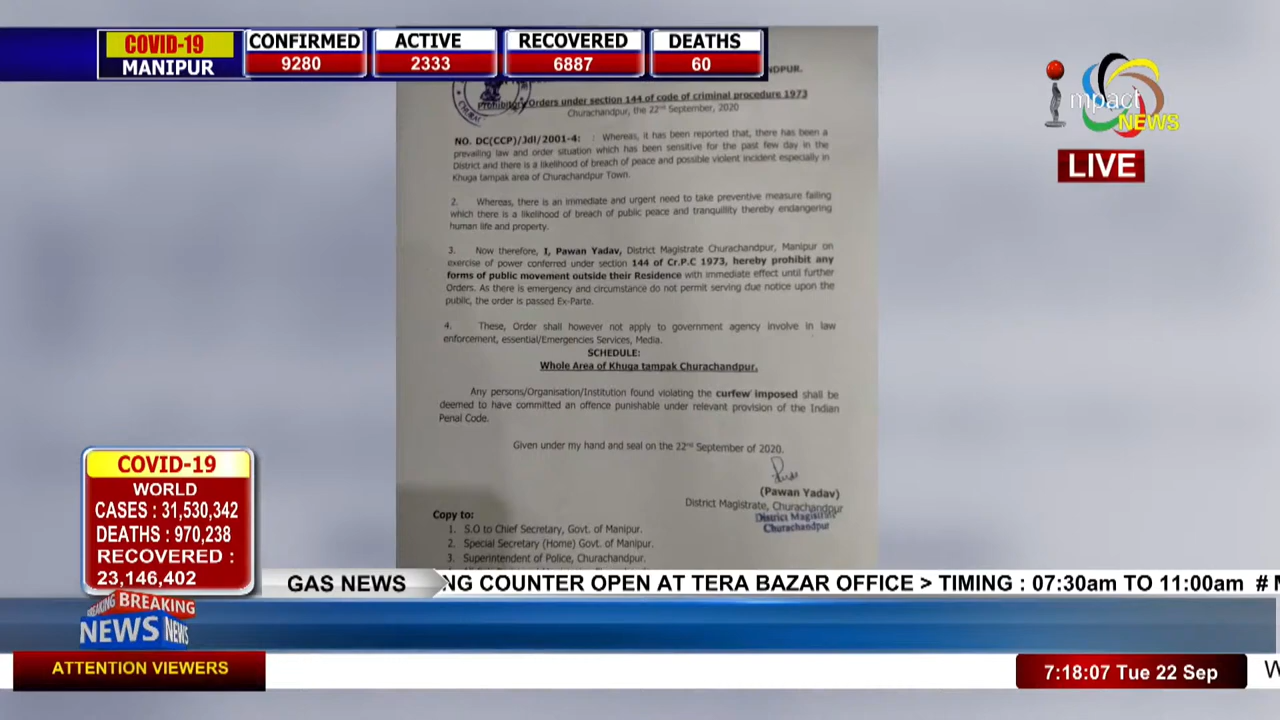 COVID-19
MANIPUR
CONFIRMED
9280
ACTIVE
2333
RECOVERED
6887
DEATHS
60
impact
NEWS
LIVE
NDPUR.
Prohibitory Orders under section 144 of code of criminal procedure 1973
Churachandpur, the 22nd September, 2020
NO. DC(CCP)/Jdl/2001-4: : Whereas, it has been reported that, there has been a
prevailing law and order situation which has been sensitive for the past few day in the
District and there is a likelihood of breach of peace and possible violent incident especially in
Khuga tampak area of Churachandpur Town.
2. Whereas, there is an immediate and urgent need to take preventive measure failing
which there is a likelihood of breach of public peace and tranquillity thereby endangering
human life and property.
3. Now therefore, I, Pawan Yadav, District Magistrate Churachandpur, Manipur on
exercise of power conferred under section 144 of Cr.P.C 1973, hereby prohibit any
forms of public movement outside their Residence with immediate effect until further
Orders. As there is emergency and circumstance do not permit serving due notice upon the
public, the order is passed Ex-Parte.
4. These, Order shall however not apply to government agency involve in law
enforcement, essential/Emergencies Services, Media.
SCHEDULE:
Whole Area of Khuga tampak Churachandpur.
Any persons/Organisation/Institution found violating the curfew imposed shall be
deemed to have committed an offence punishable under relevant provision of the Indian
Penal Code.
Given under my hand and seal on the 22nd September of 2020.
(Pawan Yadav)
District Magistrate, Churachandpur
District Magistrate
Churachandpur
Copy to:
1. S.O to Chief Secretary, Govt. of Manipur.
2. Special Secretary (Home) Govt. of Manipur.
3. Superintendent of Police, Churachandpur.
COVID-19
WORLD
CASES : 31,530,342
DEATHS : 970,238
RECOVERED :
23,146,402
GAS NEWS
NG COUNTER OPEN AT TERA BAZAR OFFICE > TIMING : 07:30am TO 11:00am # M
BREAKING BREAKING
NEWS NEWS
ATTENTION VIEWERS
7:18:07 Tue 22 Sep
W